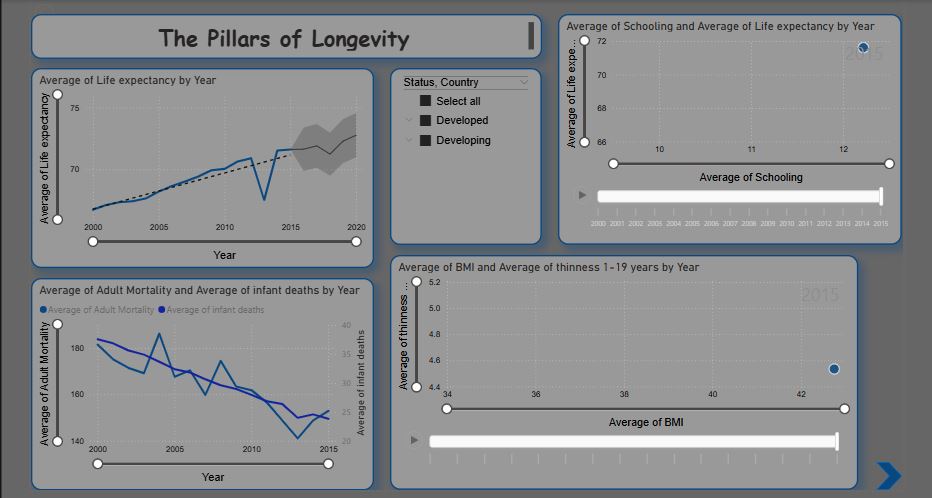 The Pillars of Longevity
Average of Life expectancy by Year
Average of Life expectancy
75
70
2000 2005 2010 2015 2020
Year
Status, Country
Select all
Developed
Developing
Average of Schooling and Average of Life expectancy by Year
2015
Average of Life expe...
72
70
68
66
10 11 12
Average of Schooling
2000 2001 2002 2003 2004 2005 2006 2007 2008 2009 2010 2011 2012 2013 2014 2015
Average of Adult Mortality and Average of infant deaths by Year
Average of Adult Mortality Average of infant deaths
Average of Adult Mortality
180
160
140
40
35
30
25
20
Average of infant deaths
2000 2005 2010 2015
Year
Average of BMI and Average of thinness 1-19 years by Year
2015
Average of thinness ...
5.2
5.0
4.8
4.6
4.4
34 36 38 40 42
Average of BMI